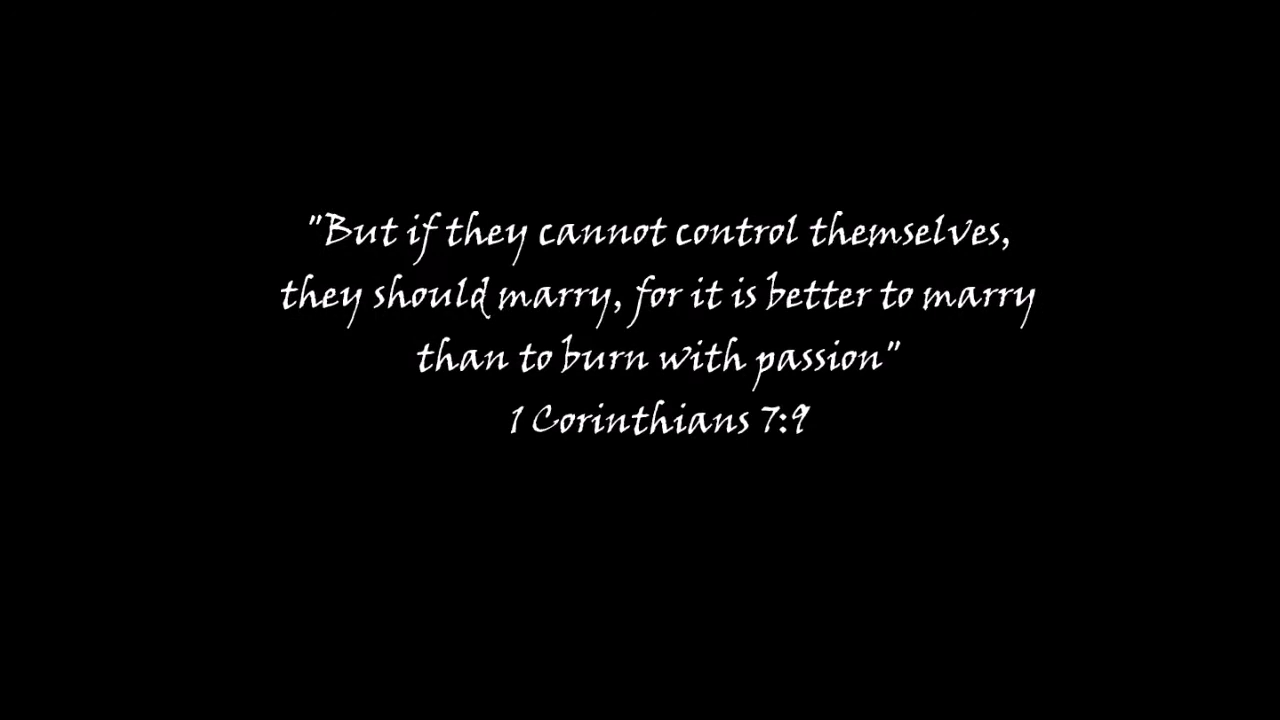 "But if they cannot control themselves,
they should marry, for it is better to marry
than to burn with passion"
1 Corinthians 7:9